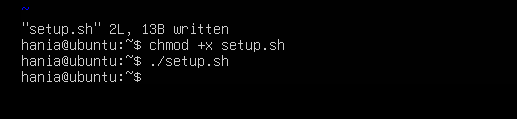 ~
"setup.sh" 2L, 13B written
hania@ubuntu:~$ chmod +x setup.sh
hania@ubuntu:~$ ./setup.sh
hania@ubuntu:~$